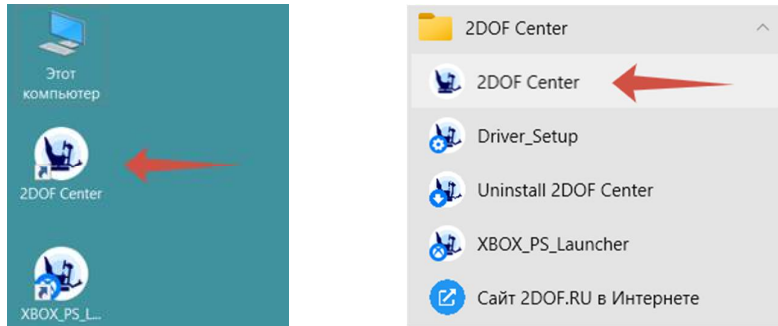 Этот
компьютер
2DOF Center
XBOX_PS_L...
2DOF Center
2DOF Center
Driver_Setup
Uninstall 2DOF Center
XBOX_PS_Launcher
Сайт 2DOF.RU в Интернете